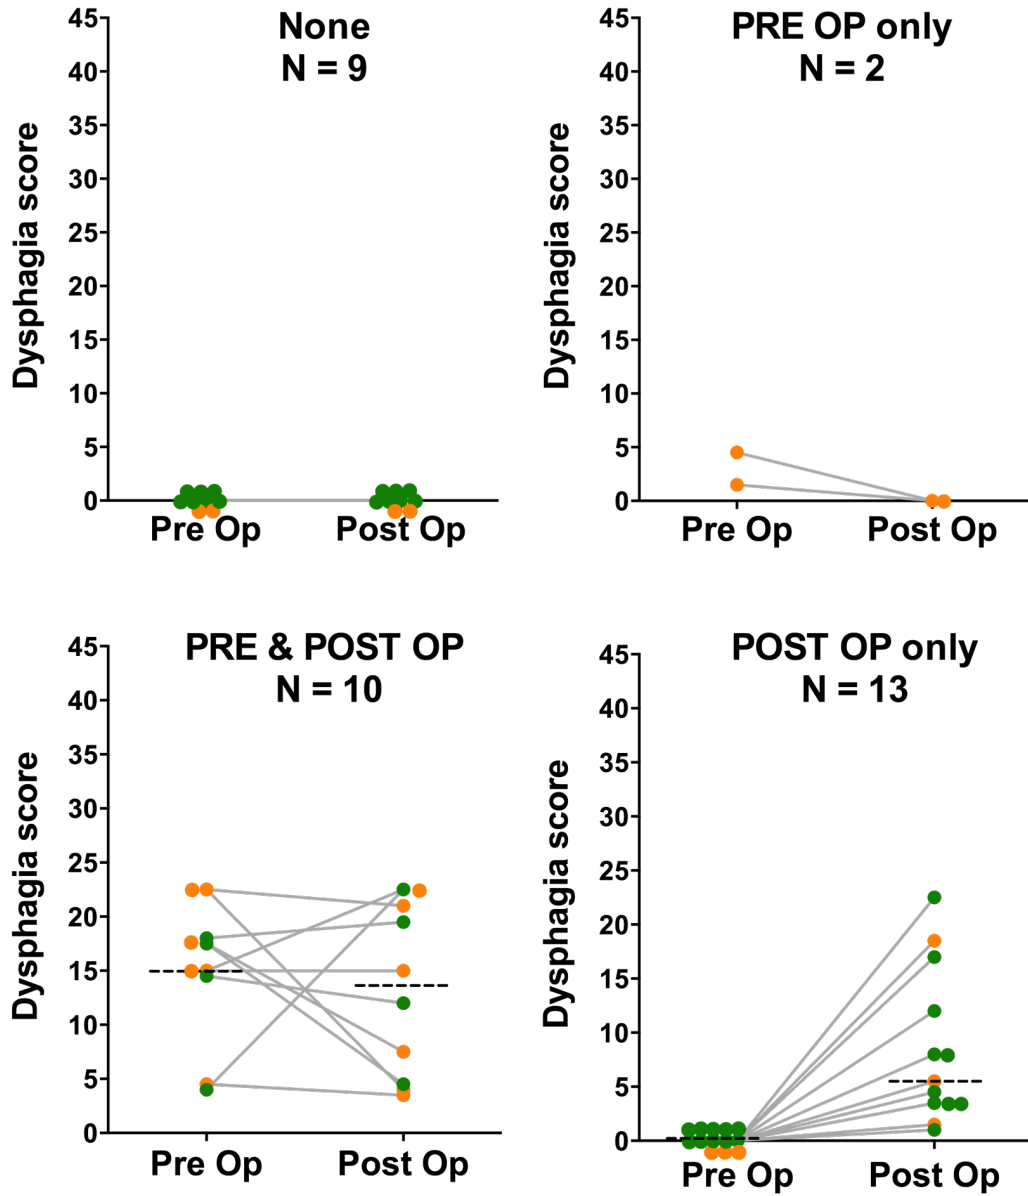 None
N = 9
Dysphagia score
45
40
35
30
25
20
15
10
5
0
Pre Op Post Op
PRE OP only
N = 2
Dysphagia score
45
40
35
30
25
20
15
10
5
0
Pre Op Post Op
PRE & POST OP
N = 10
Dysphagia score
45
40
35
30
25
20
15
10
5
0
Pre Op Post Op
POST OP only
N = 13
Dysphagia score
45
40
35
30
25
20
15
10
5
0
Pre Op Post Op